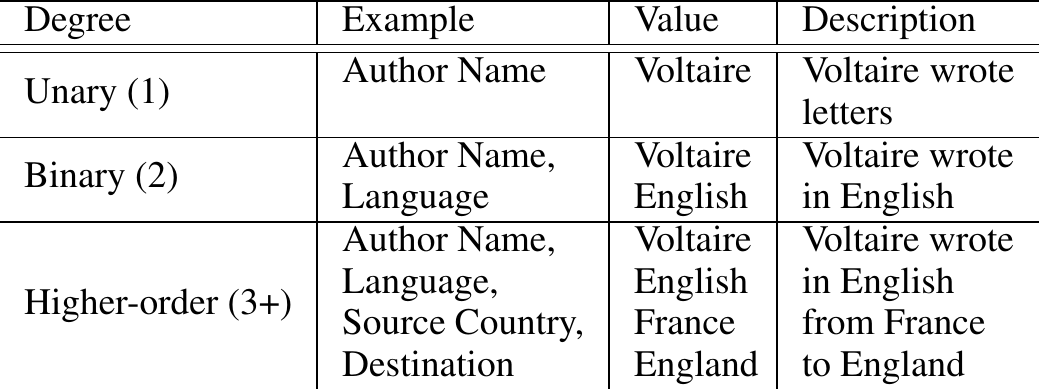 Degree Example Value Description
Unary (1) Author Name Voltaire Voltaire wrote
letters
Binary (2) Author Name, Voltaire Voltaire wrote
Language English in English
Higher-order (3+) Author Name, Voltaire Voltaire wrote
Language, English in English
Source Country, France from France
Destination England to England